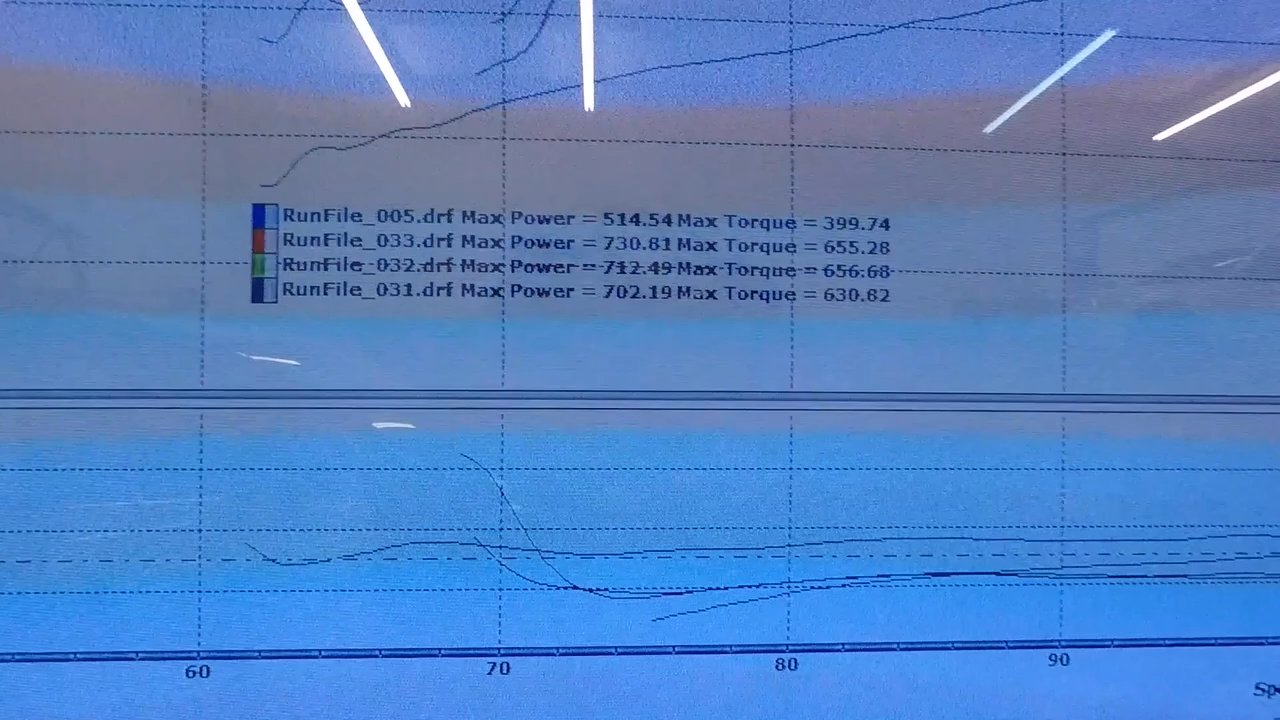 RunFile_005.drf Max Power = 514.54 Max Torque = 399.74
RunFile_033.drf Max Power = 730.81 Max Torque = 655.28
RunFile_032.drf Max Power = 712.49 Max Torque = 656.68
RunFile_031.drf Max Power = 702.19 Max Torque = 630.82
60 70 80 90